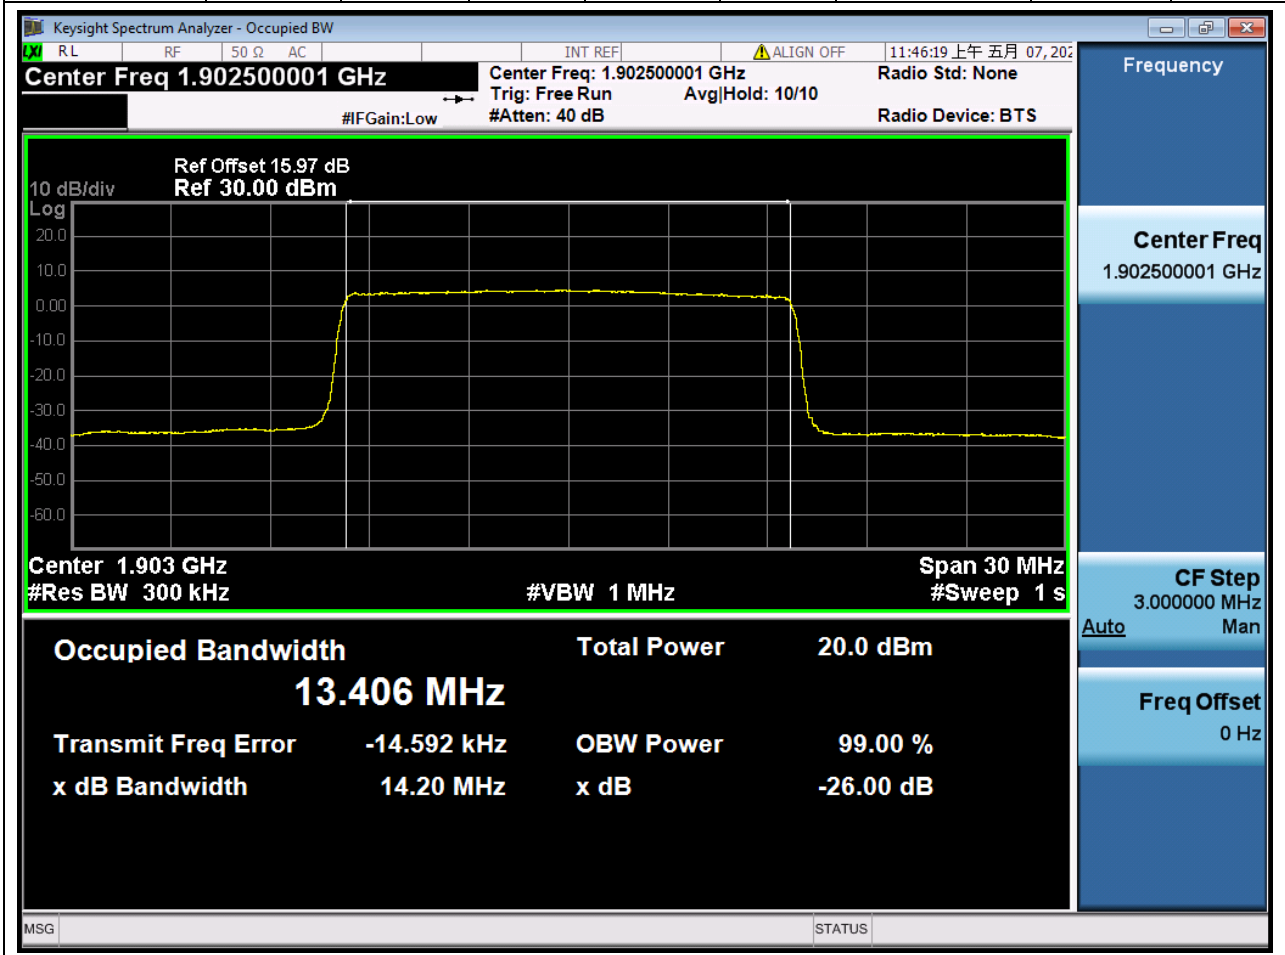 Keysight Spectrum Analyzer - Occupied BW
LXI RL RF 50 Ω AC INT REF ALIGN OFF 11:46:19 上午 五月 07, 202
Center Freq 1.902500001 GHz
Center Freq: 1.902500001 GHz Radio Std: None
Trig: Free Run Avg|Hold: 10/10
#IFGain:Low #Atten: 40 dB Radio Device: BTS
Ref Offset 15.97 dB
10 dB/div Ref 30.00 dBm
Log
20.0
10.0
0.00
-10.0
-20.0
-30.0
-40.0
-50.0
-60.0
Center 1.903 GHz Span 30 MHz
#Res BW 300 kHz #VBW 1 MHz #Sweep 1 s
Occupied Bandwidth Total Power 20.0 dBm
13.406 MHz
Transmit Freq Error -14.592 kHz OBW Power 99.00 %
x dB Bandwidth 14.20 MHz x dB -26.00 dB
MSG STATUS
Frequency
Center Freq
1.902500001 GHz
CF Step
3.000000 MHz
Auto Man
Freq Offset
0 Hz